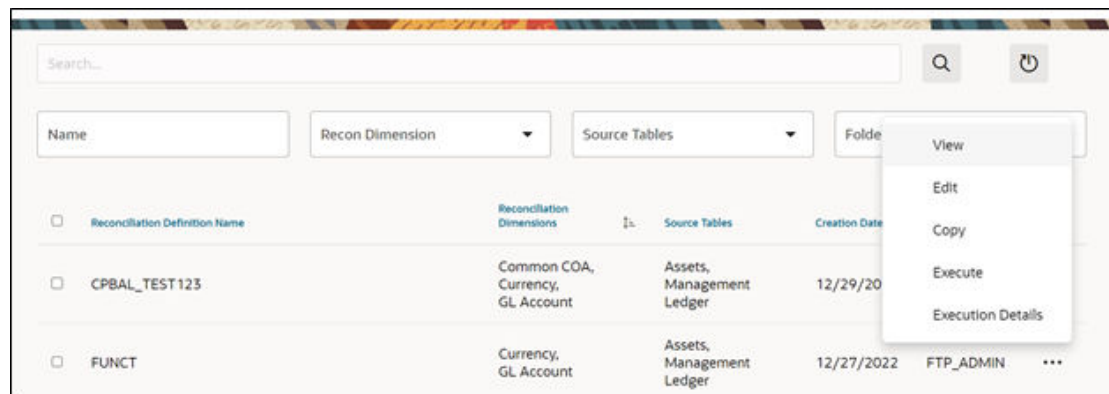 Search...
Name
Recon Dimension
Source Tables
Folde
View
Edit
Copy
Execute
Execution Details
Reconciliation Definition Name
Reconciliation
Dimensions
Source Tables
Creation Date
CPBAL_TEST123
Common COA,
Currency,
GL Account
Assets,
Management
Ledger
12/29/20
FUNCT
Currency,
GL Account
Assets,
Management
Ledger
12/27/2022
FTP_ADMIN